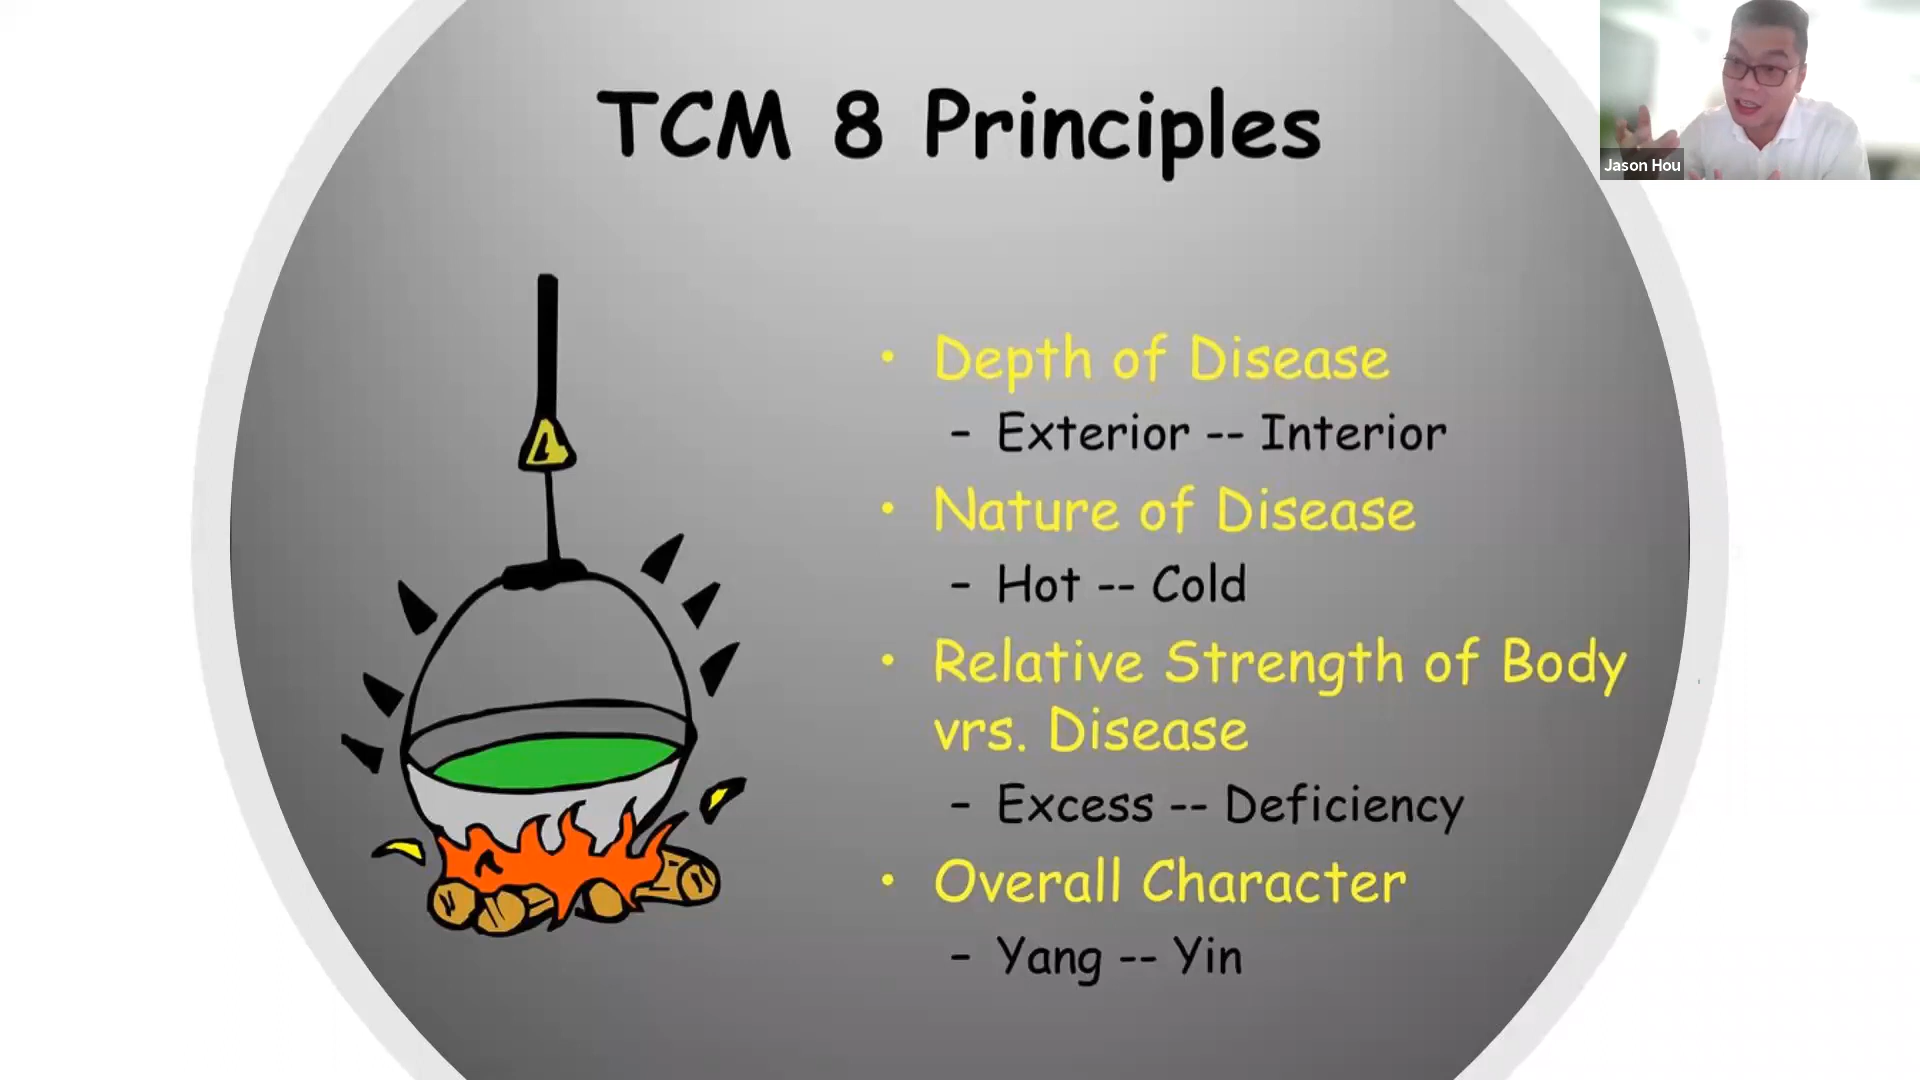 TCM 8 Principles
Jason Hou
• Depth of Disease
– Exterior -- Interior
• Nature of Disease
– Hot -- Cold
• Relative Strength of Body
vrs. Disease
– Excess -- Deficiency
• Overall Character
– Yang -- Yin